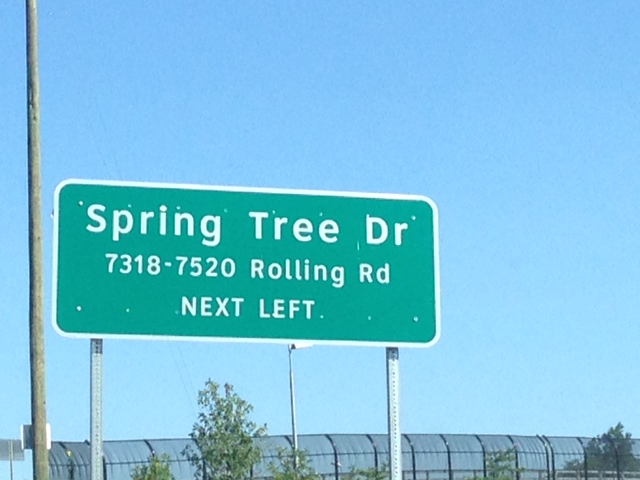 Spring Tree Dr
7318-7520 Rolling Rd
NEXT LEFT